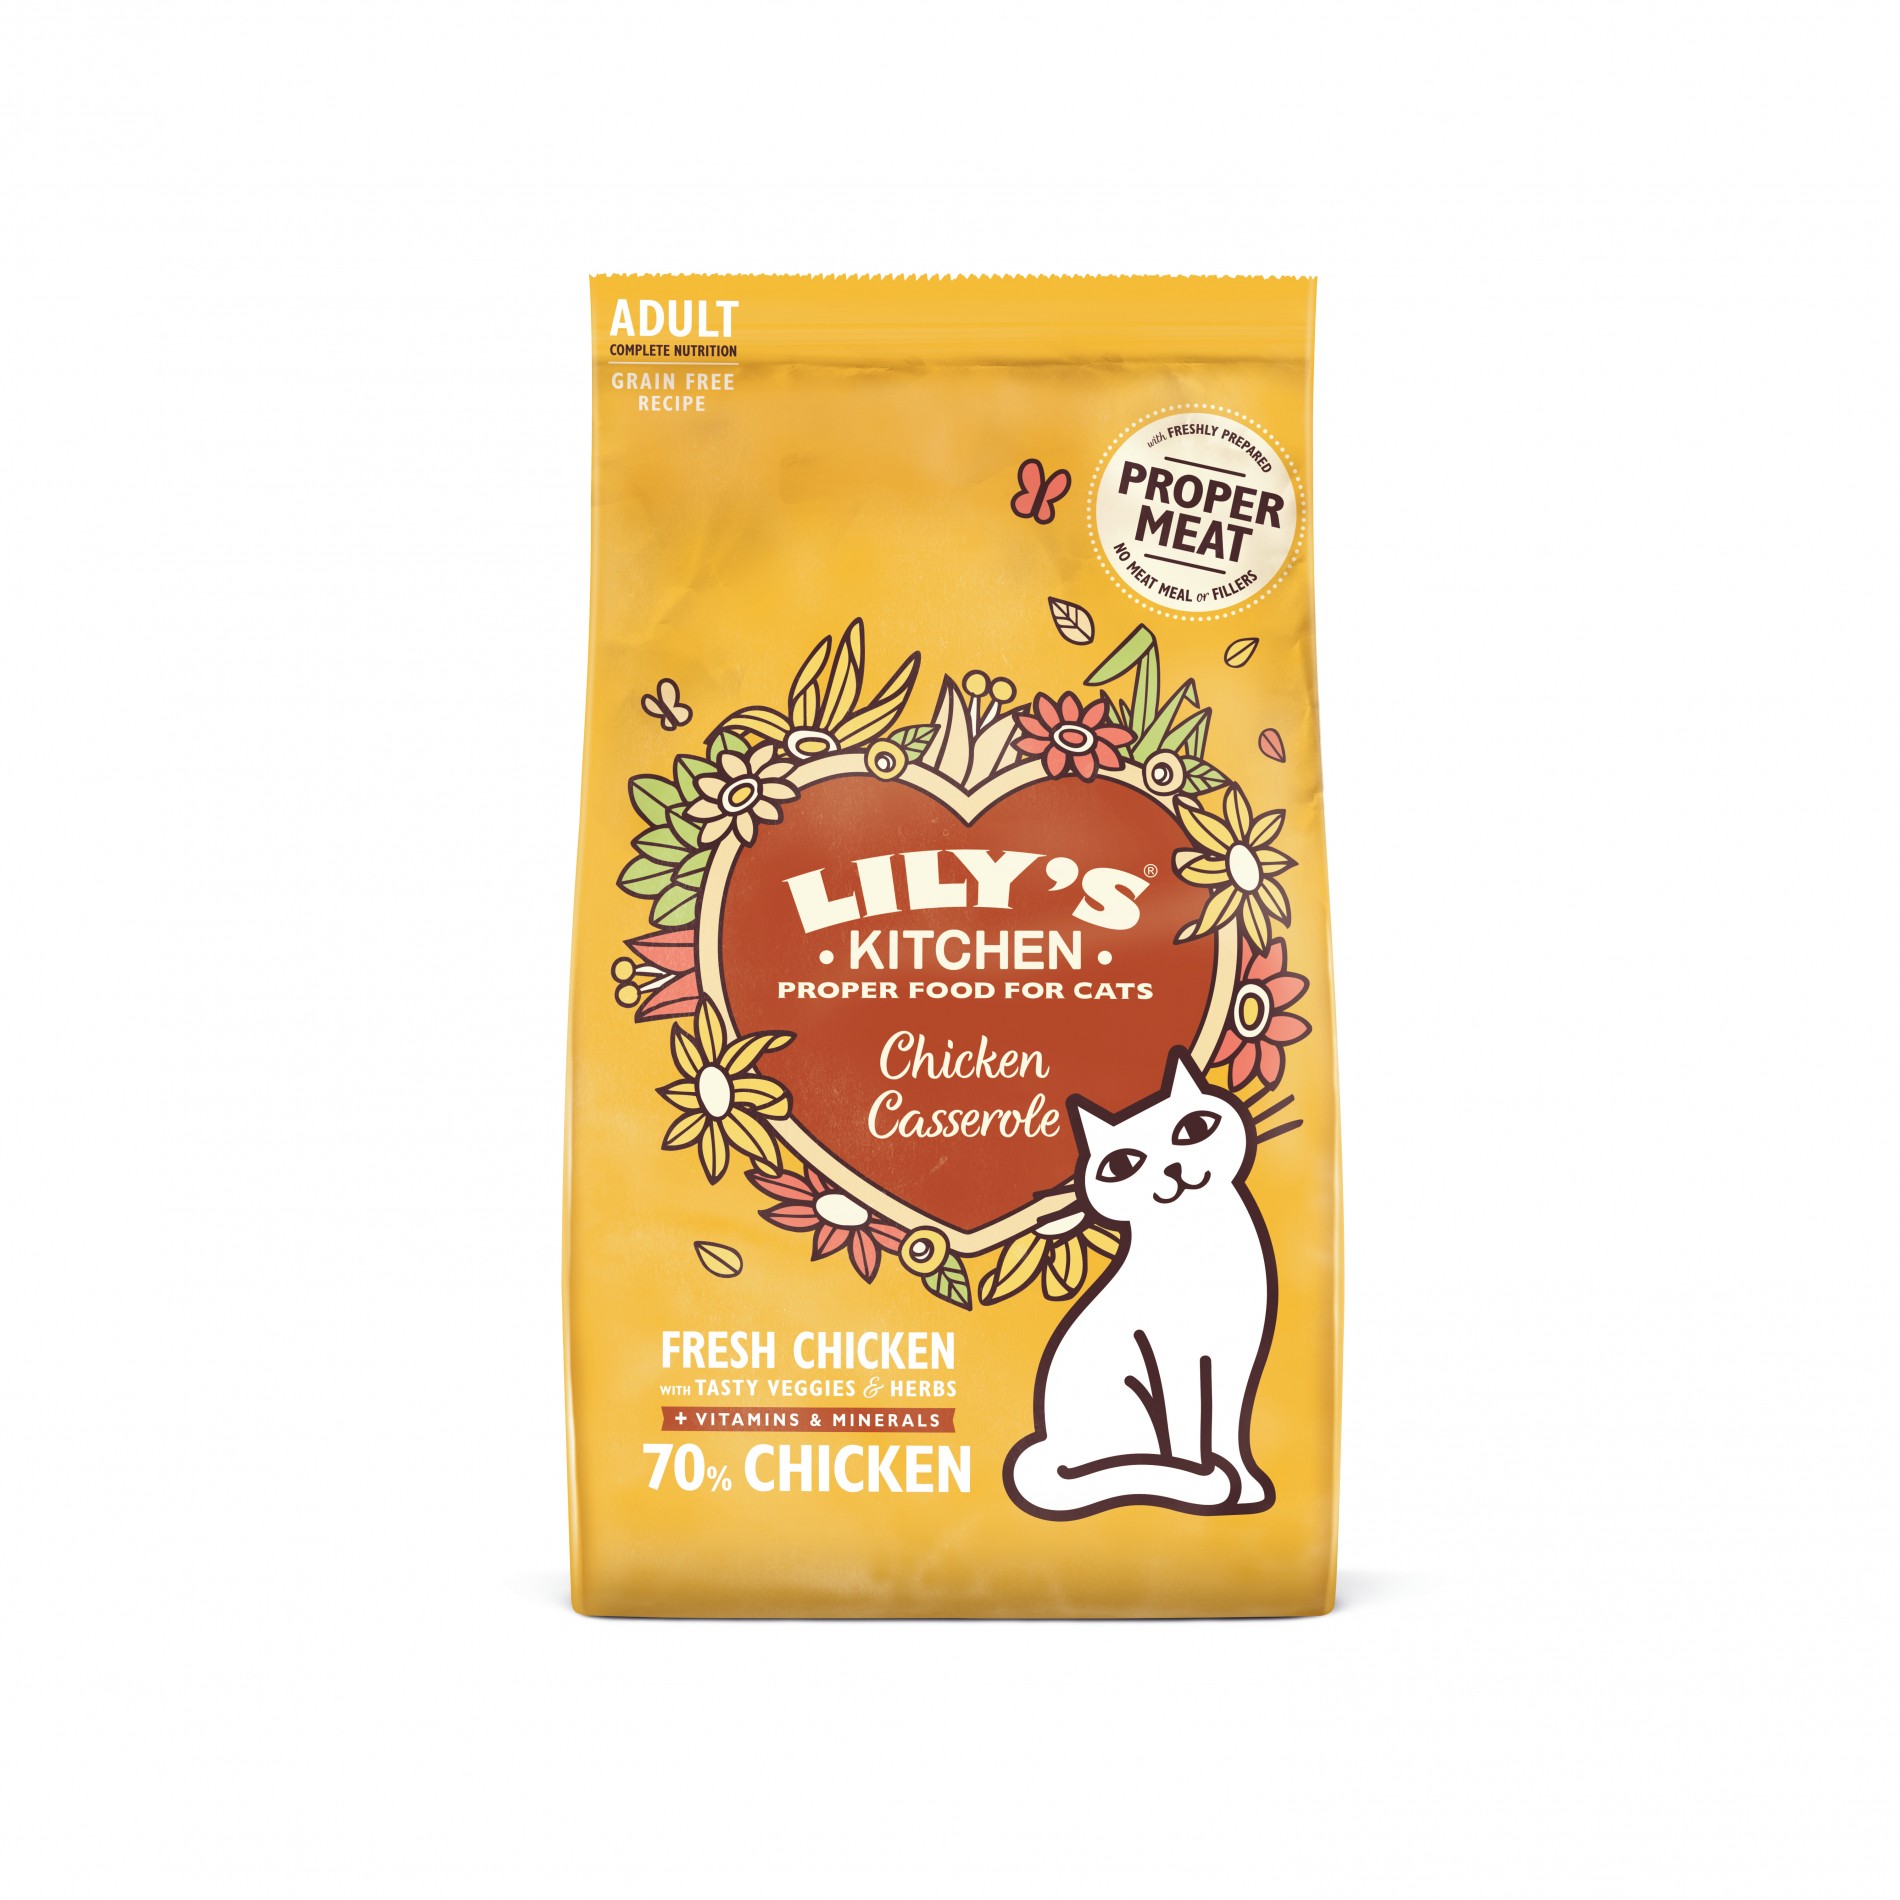 ADULT
COMPLETE NUTRITION
GRAIN FREE
RECIPE
with FRESHLY PREPARED
PROPER
MEAT
NO MEAT MEAL or FILLERS
LILY'S®
• KITCHEN •
PROPER FOOD FOR CATS
Chicken
Casserole
FRESH CHICKEN
WITH TASTY VEGGIES & HERBS
+ VITAMINS & MINERALS
70% CHICKEN